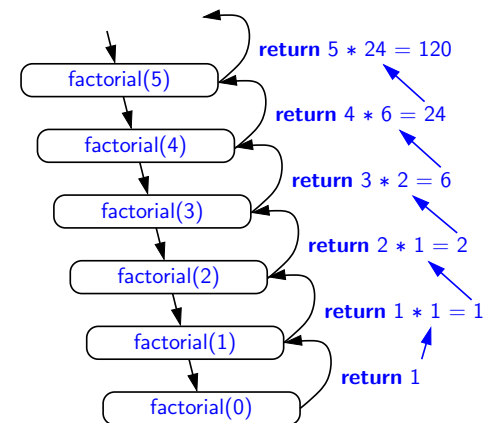 return 5 ∗ 24 = 120
factorial(5)
return 4 ∗ 6 = 24
factorial(4)
return 3 ∗ 2 = 6
factorial(3)
return 2 ∗ 1 = 2
factorial(2)
return 1 ∗ 1 = 1
factorial(1)
return 1
factorial(0)